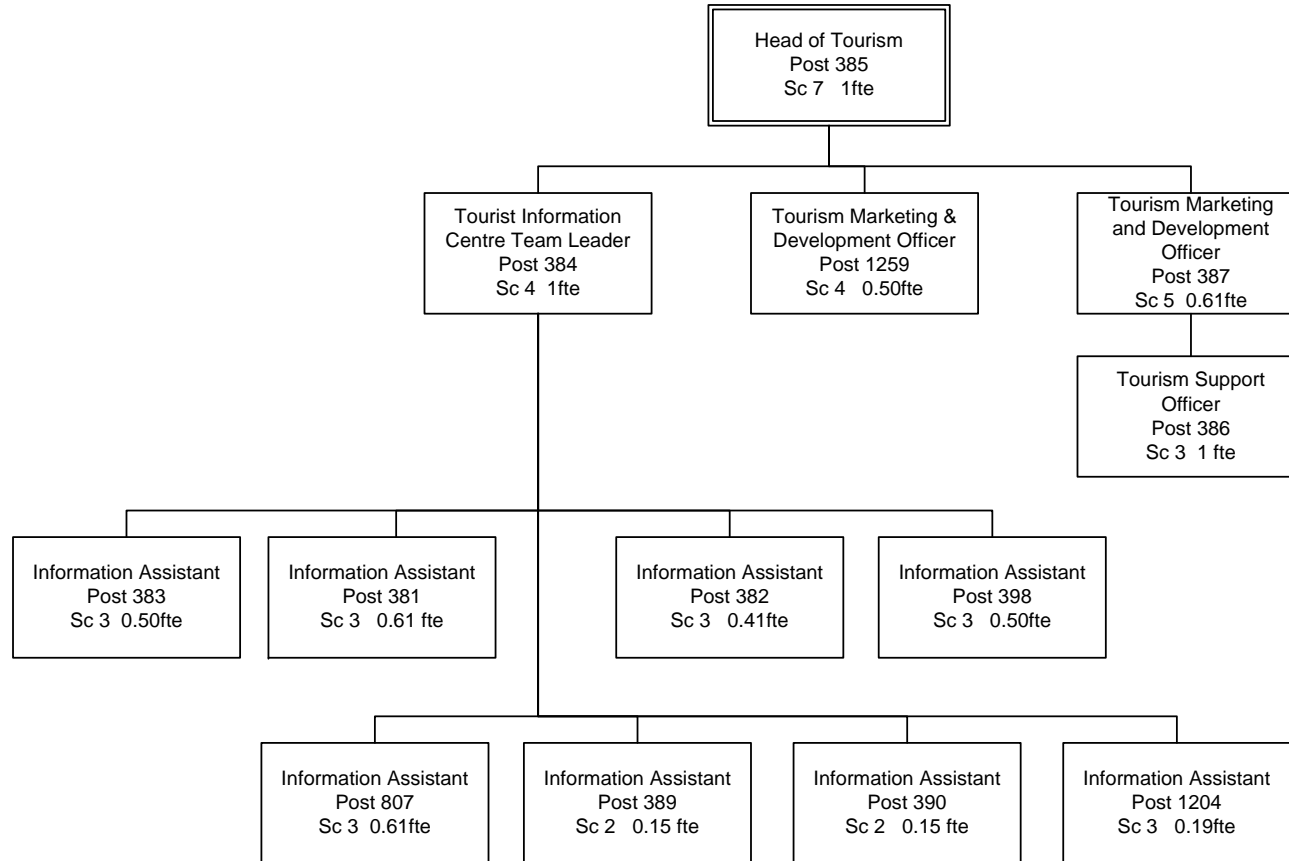 Head of Tourism
Post 385
Sc 7 1fte
Tourist Information
Centre Team Leader
Post 384
Sc 4 1fte
Tourism Marketing &
Development Officer
Post 1259
Sc 4 0.50fte
Tourism Marketing
and Development
Officer
Post 387
Sc 5 0.61fte
Tourism Support
Officer
Post 386
Sc 3 1 fte
Information Assistant
Post 383
Sc 3 0.50fte
Information Assistant
Post 381
Sc 3 0.61 fte
Information Assistant
Post 382
Sc 3 0.41fte
Information Assistant
Post 398
Sc 3 0.50fte
Information Assistant
Post 807
Sc 3 0.61fte
Information Assistant
Post 389
Sc 2 0.15 fte
Information Assistant
Post 390
Sc 2 0.15 fte
Information Assistant
Post 1204
Sc 3 0.19fte